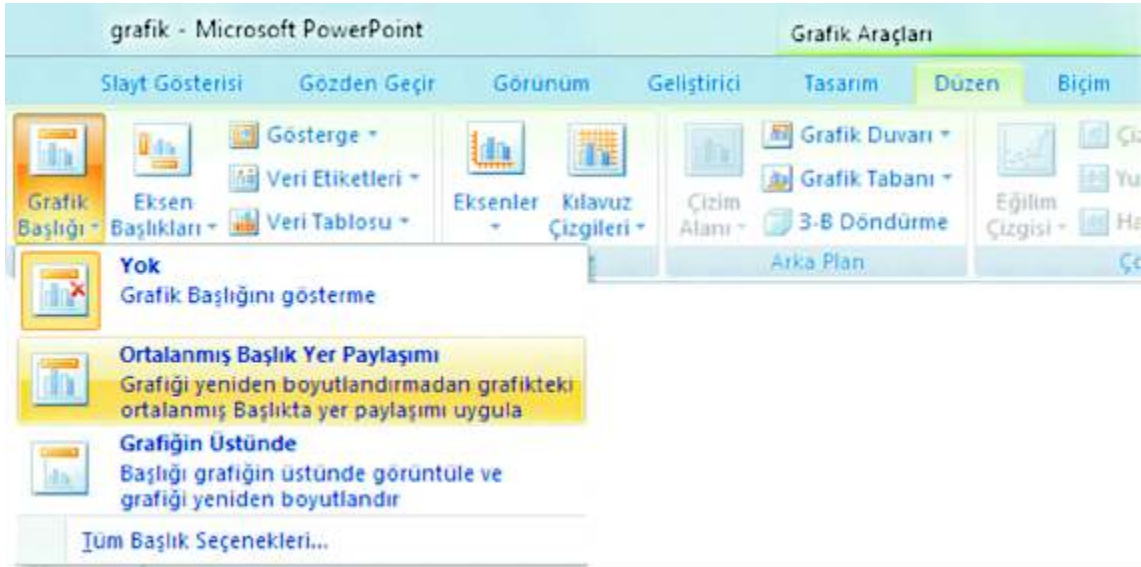 grafik - Microsoft PowerPoint
Grafik Araçları
Slayt Gösterisi Gözden Geçir Görünüm Geliştirici Tasarım Düzen Biçim
Grafik Başlığı
Eksen Başlıkları
Gösterge
Veri Etiketleri
Veri Tablosu
Eksenler
Kılavuz Çizgileri
Çizim Alanı
Grafik Duvarı
Grafik Tabanı
3-B Döndürme
Eğilim Çizgisi
Arka Plan
Yok
Grafik Başlığını gösterme
Ortalanmış Başlık Yer Paylaşımı
Grafiği yeniden boyutlandırmadan grafikteki
ortalanmış Başlıkta yer paylaşımı uygula
Grafiğin Üstünde
Başlığı grafiğin üstünde görüntüle ve
grafiği yeniden boyutlandır
Tüm Başlık Seçenekleri...